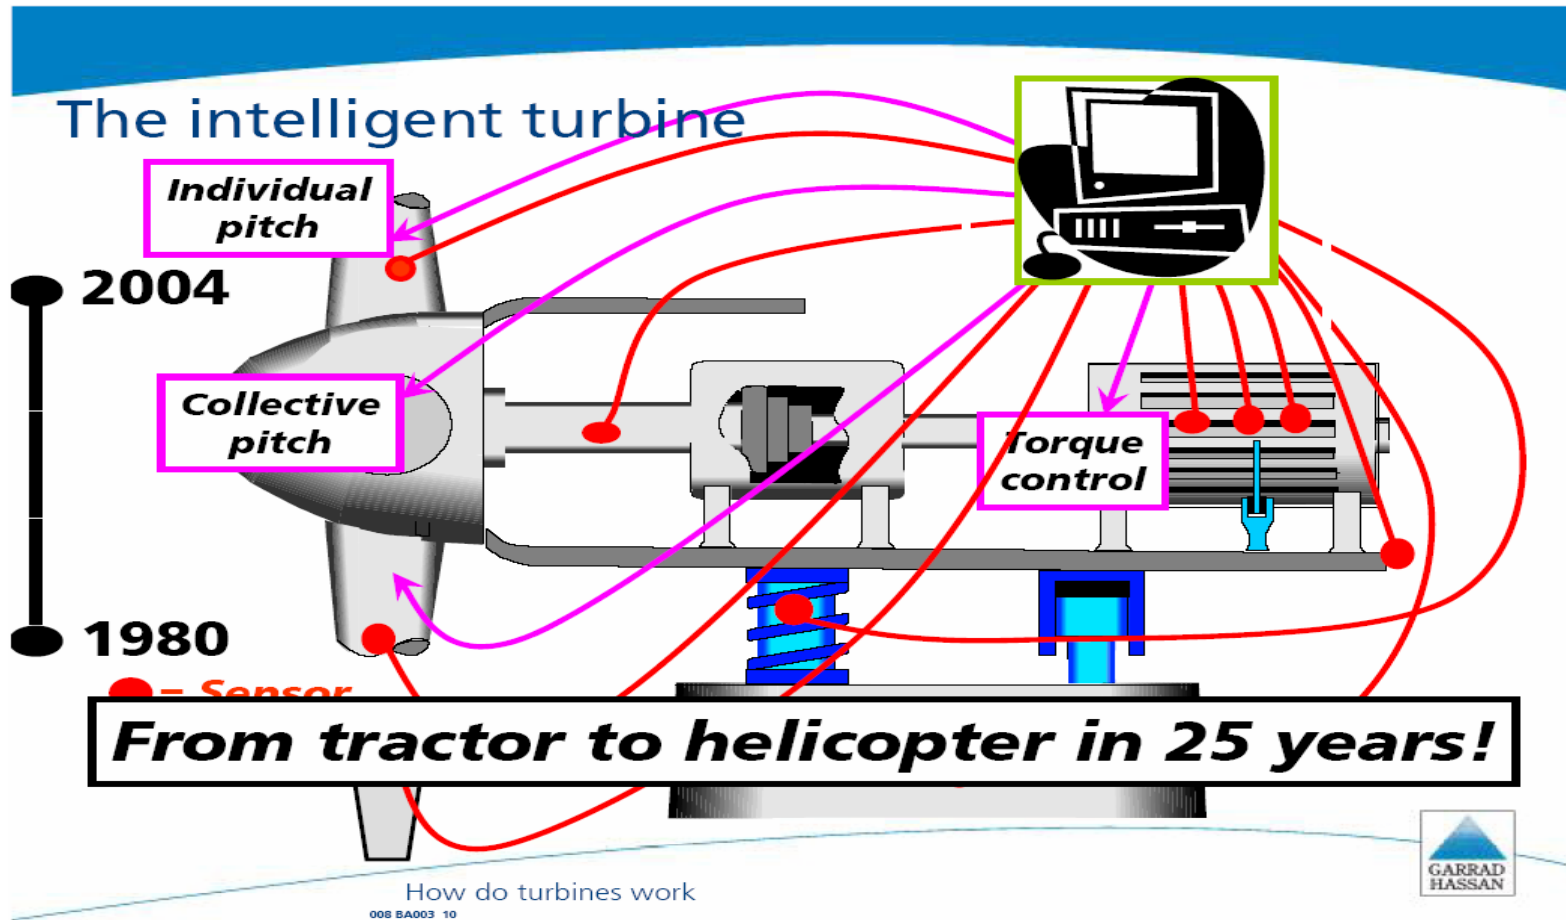 The intelligent turbine
Individual
pitch
2004
Collective
pitch
Torque
control
1980
= Sensor
From tractor to helicopter in 25 years!
How do turbines work
008 BA003 10
GARRAD
HASSAN